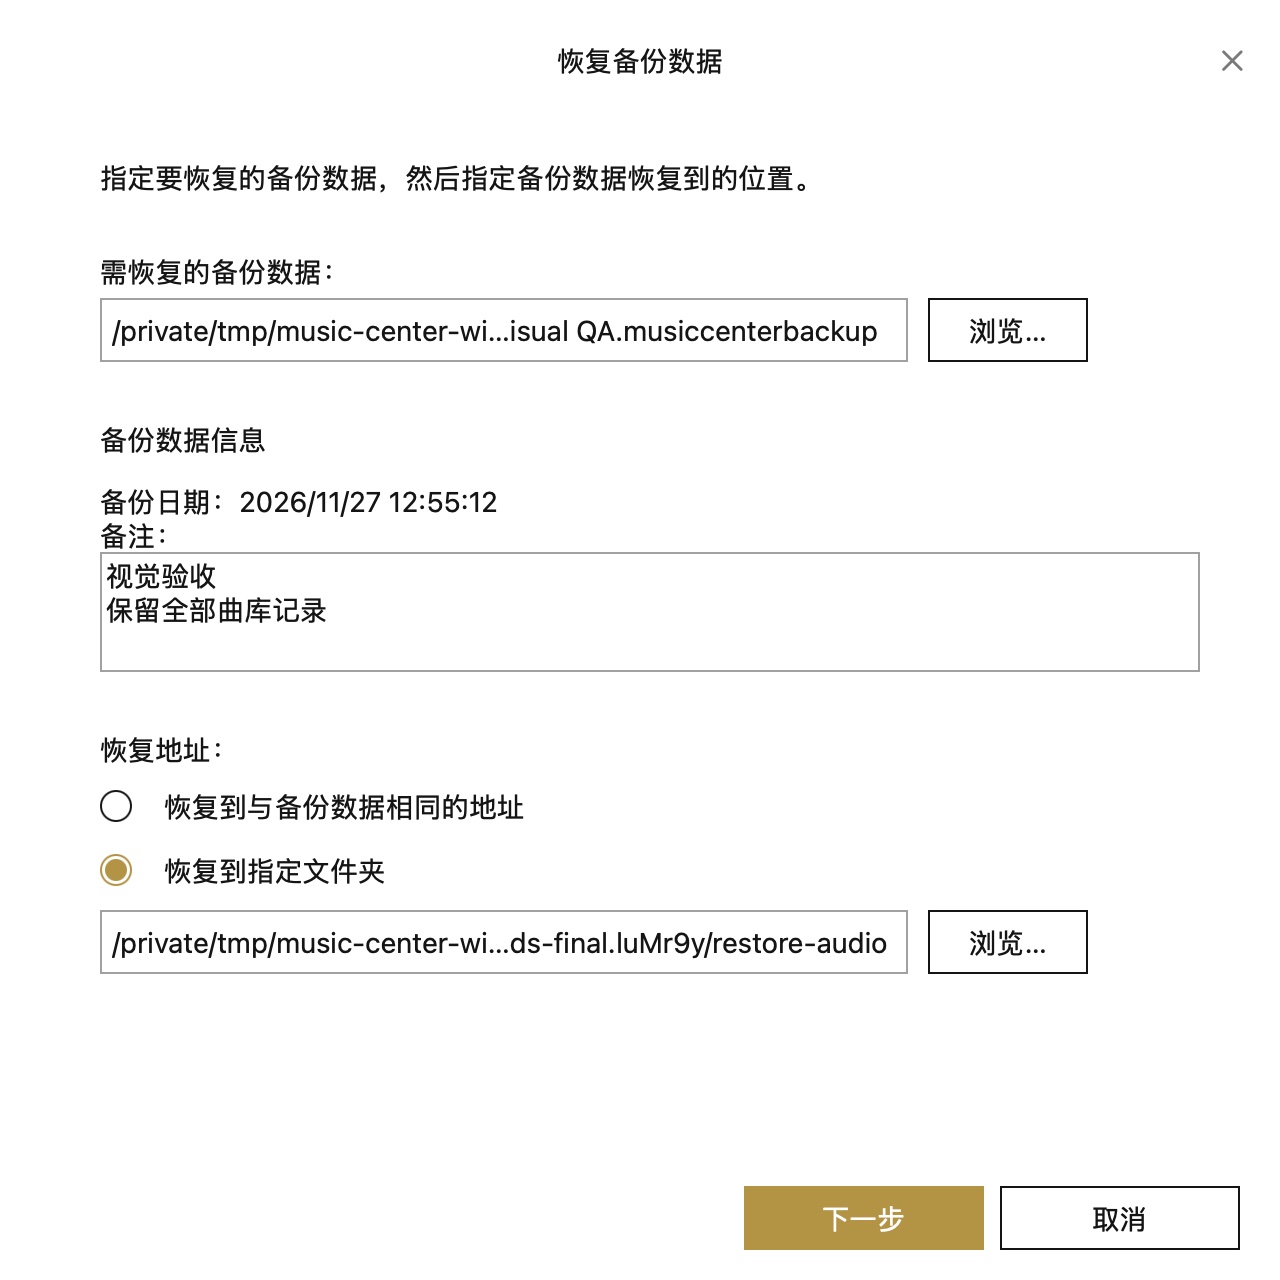 恢复备份数据
指定要恢复的备份数据，然后指定备份数据恢复到的位置。
需恢复的备份数据：
/private/tmp/music-center-wi...isual QA.musiccenterbackup
浏览...
备份数据信息
备份日期：2026/11/27 12:55:12
备注：
视觉验收
保留全部曲库记录
恢复地址：
恢复到与备份数据相同的地址
恢复到指定文件夹
/private/tmp/music-center-wi...ds-final.luMr9y/restore-audio
浏览...
下一步
取消